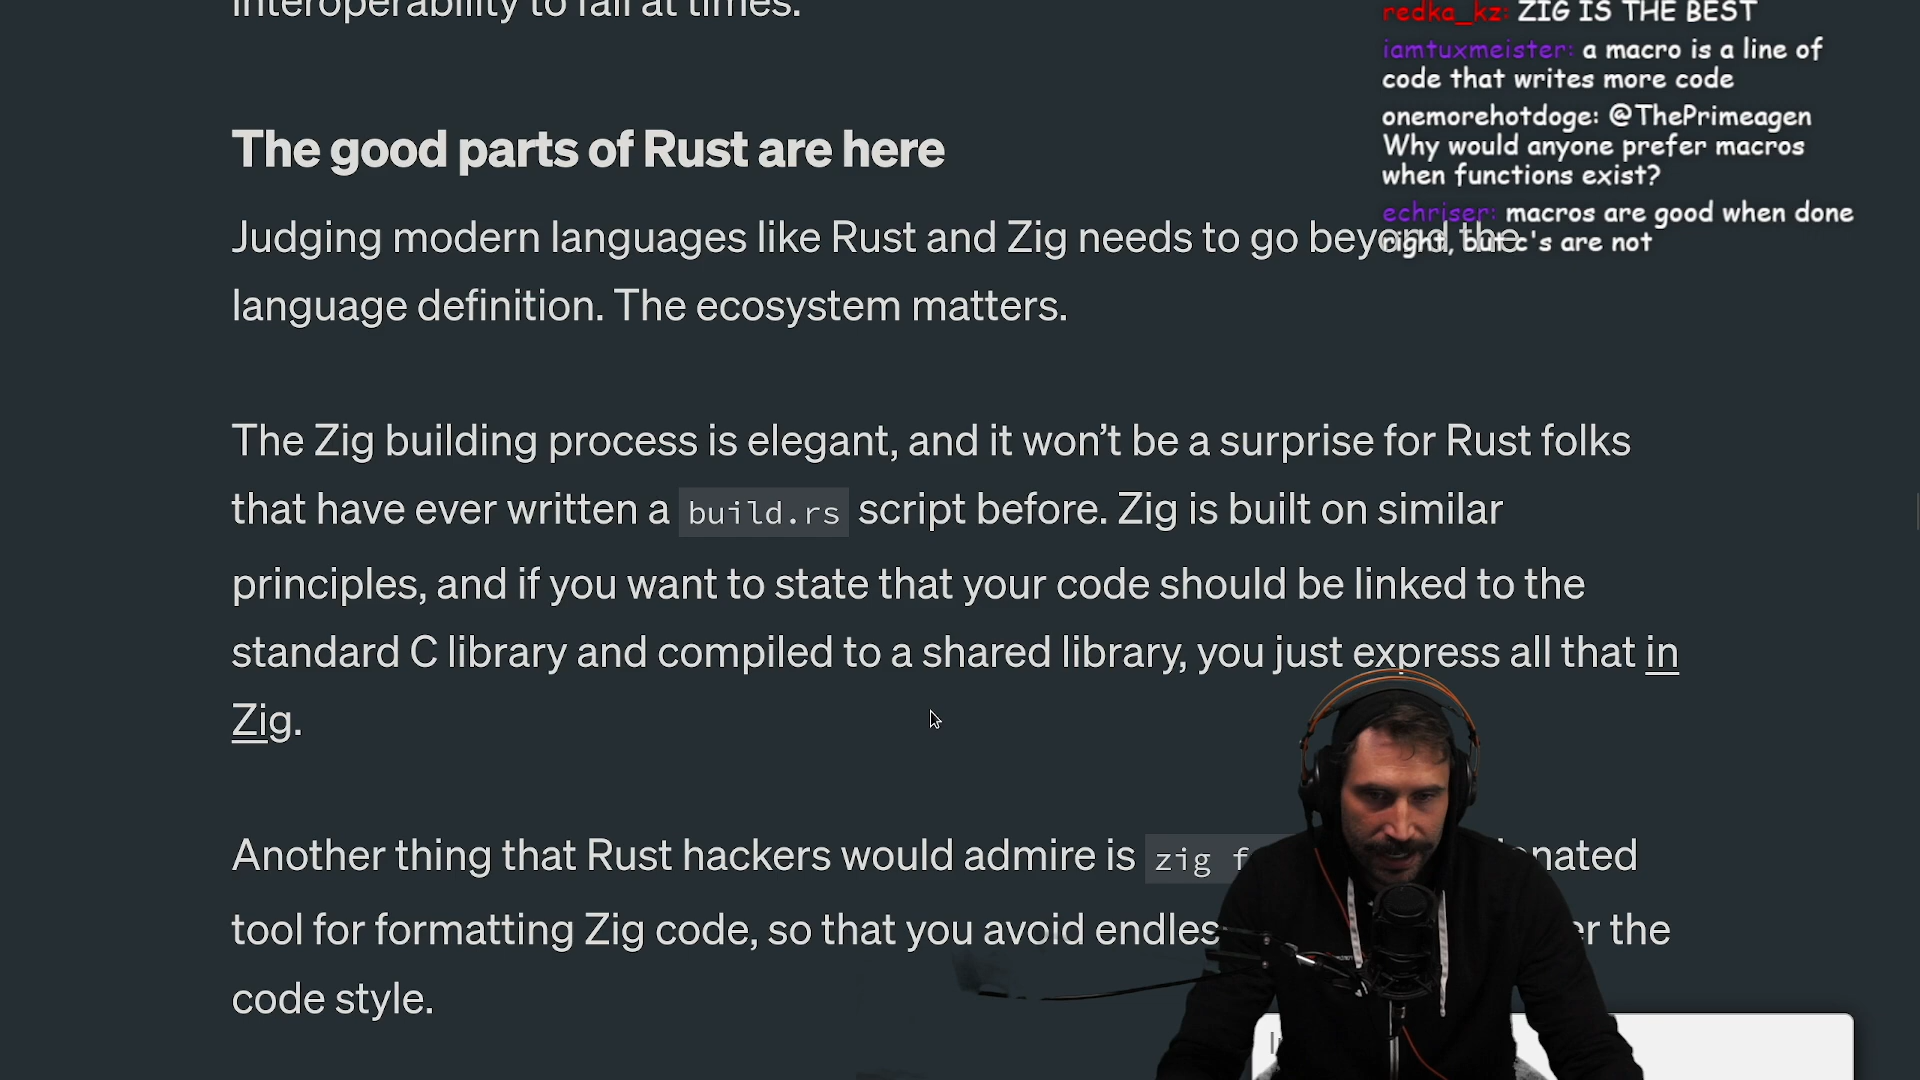 interoperability to fail at times.
redka_kz: ZIG IS THE BEST
iamtuxmeister: a macro is a line of
code that writes more code
onemorehotdoge: @ThePrimeagen
Why would anyone prefer macros
when functions exist?
echriser: macros are good when done
right, but c's are not
The good parts of Rust are here
Judging modern languages like Rust and Zig needs to go beyond the
language definition. The ecosystem matters.
The Zig building process is elegant, and it won't be a surprise for Rust folks
that have ever written a build.rs script before. Zig is built on similar
principles, and if you want to state that your code should be linked to the
standard C library and compiled to a shared library, you just express all that in
Zig.
Another thing that Rust hackers would admire is zig
tool for formatting Zig code, so that you avoid the
code style.